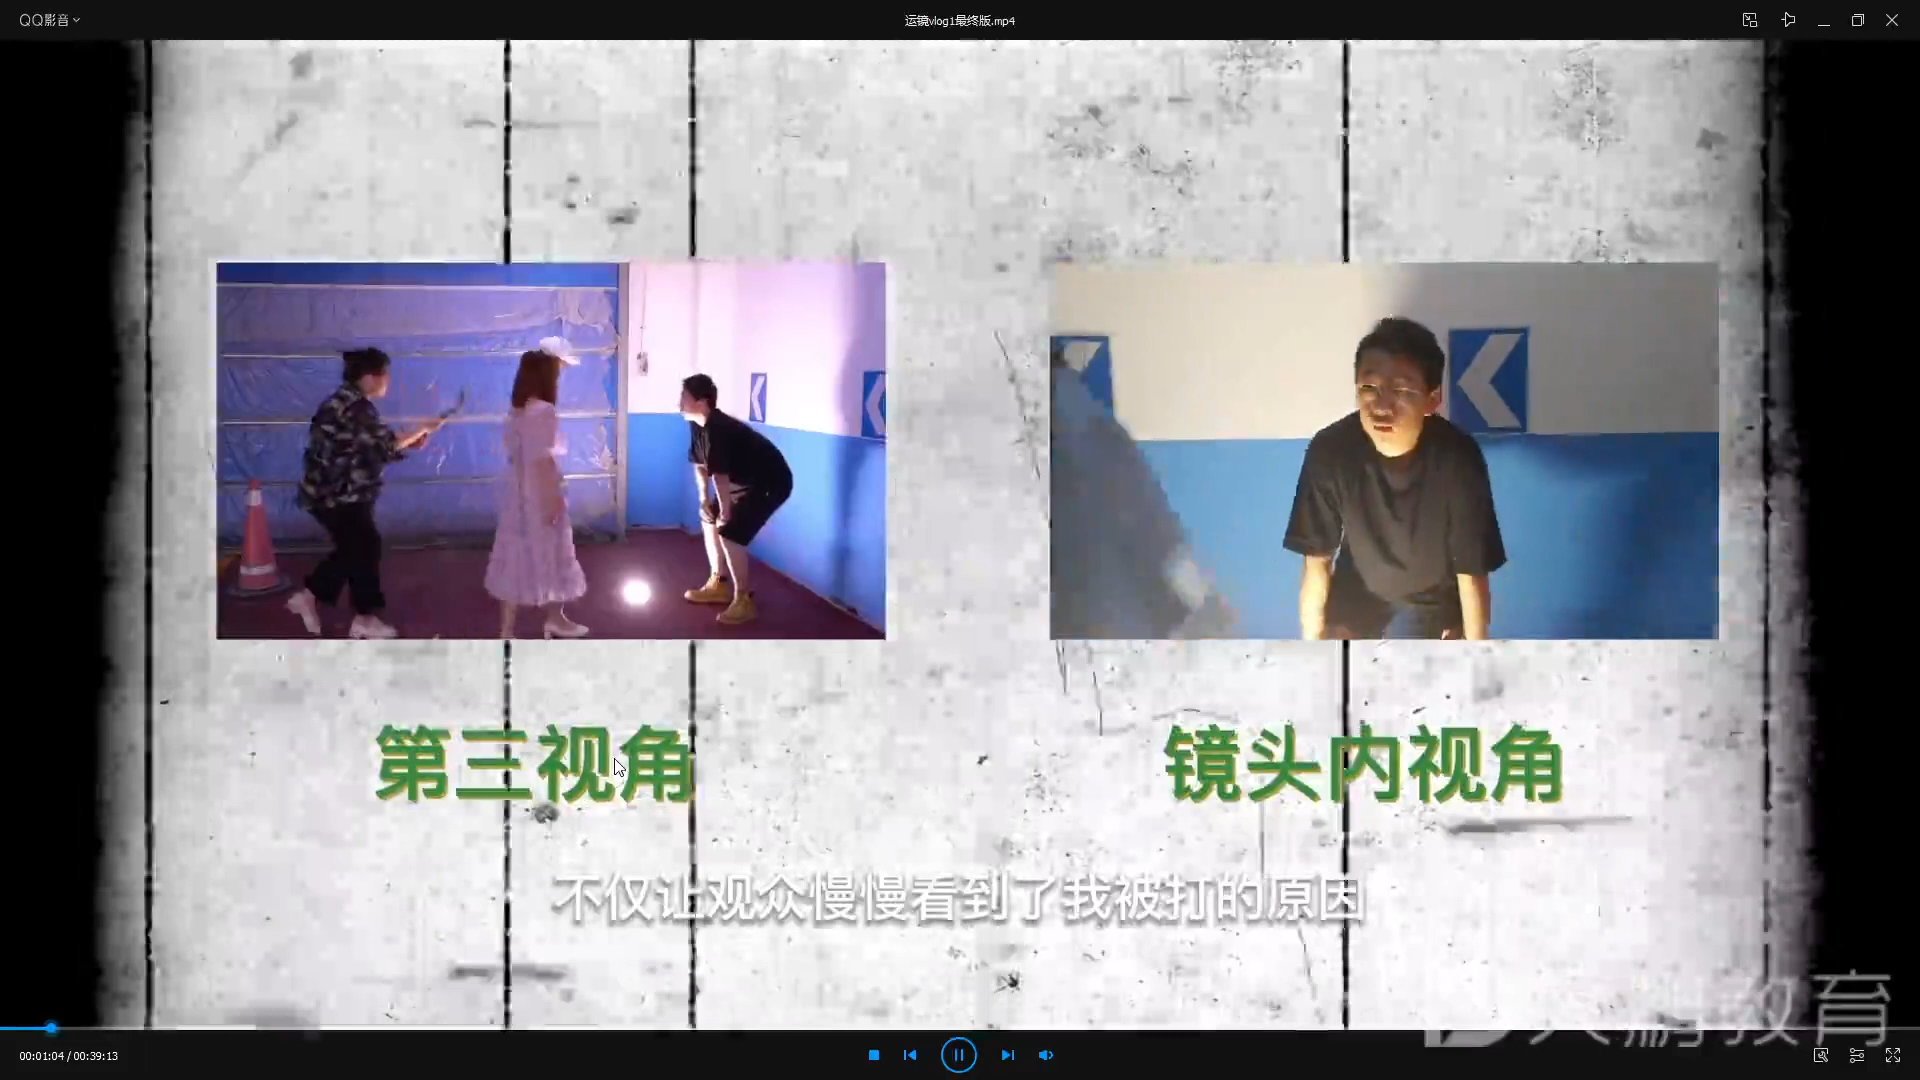 QQ影音
运镜vlog1最终版.mp4
第三视角
镜头内视角
不仅让观众慢慢看到了我被打的原因
教育
00:01:04 / 00:39:13